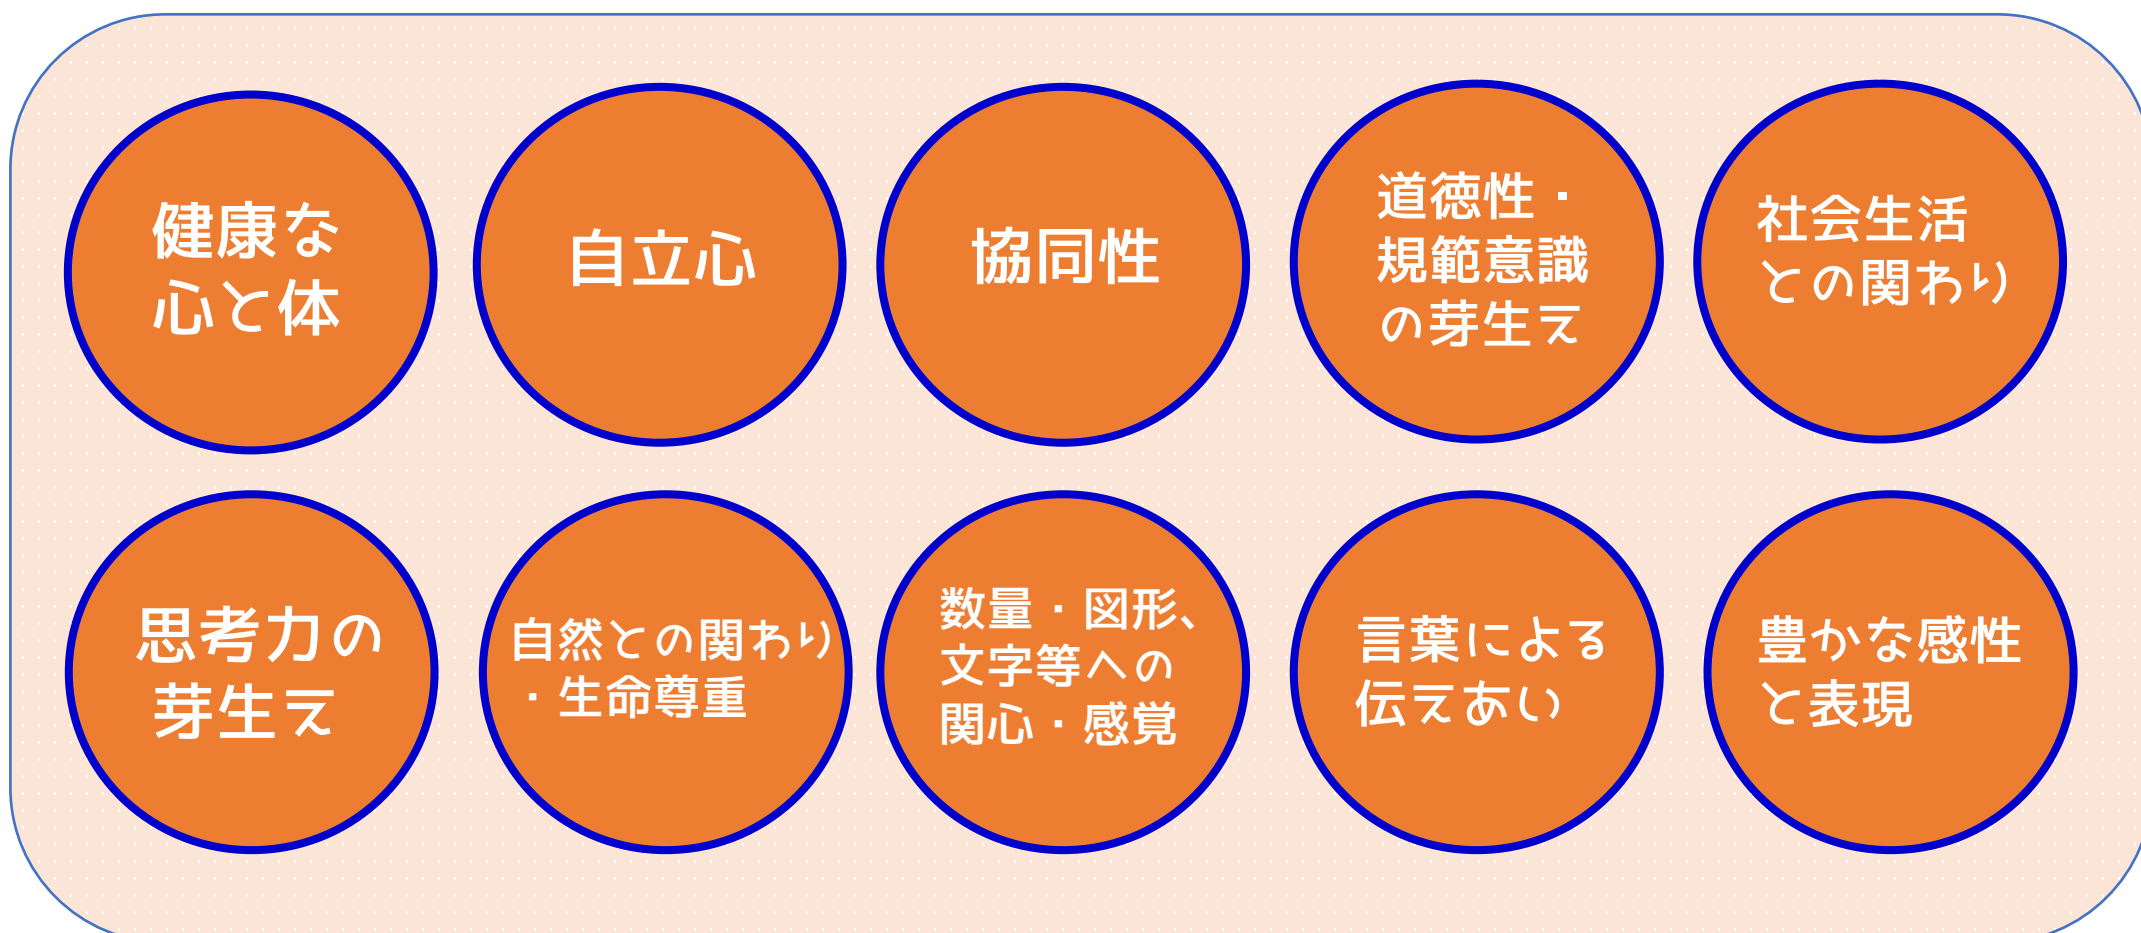 健康な
心と体
自立心
協同性
道徳性・
規範意識
の芽生え
社会生活
との関わり
思考力の
芽生え
自然との関わり
・生命尊重
数量・図形、
文字等への
関心・感覚
言葉による
伝えあい
豊かな感性
と表現